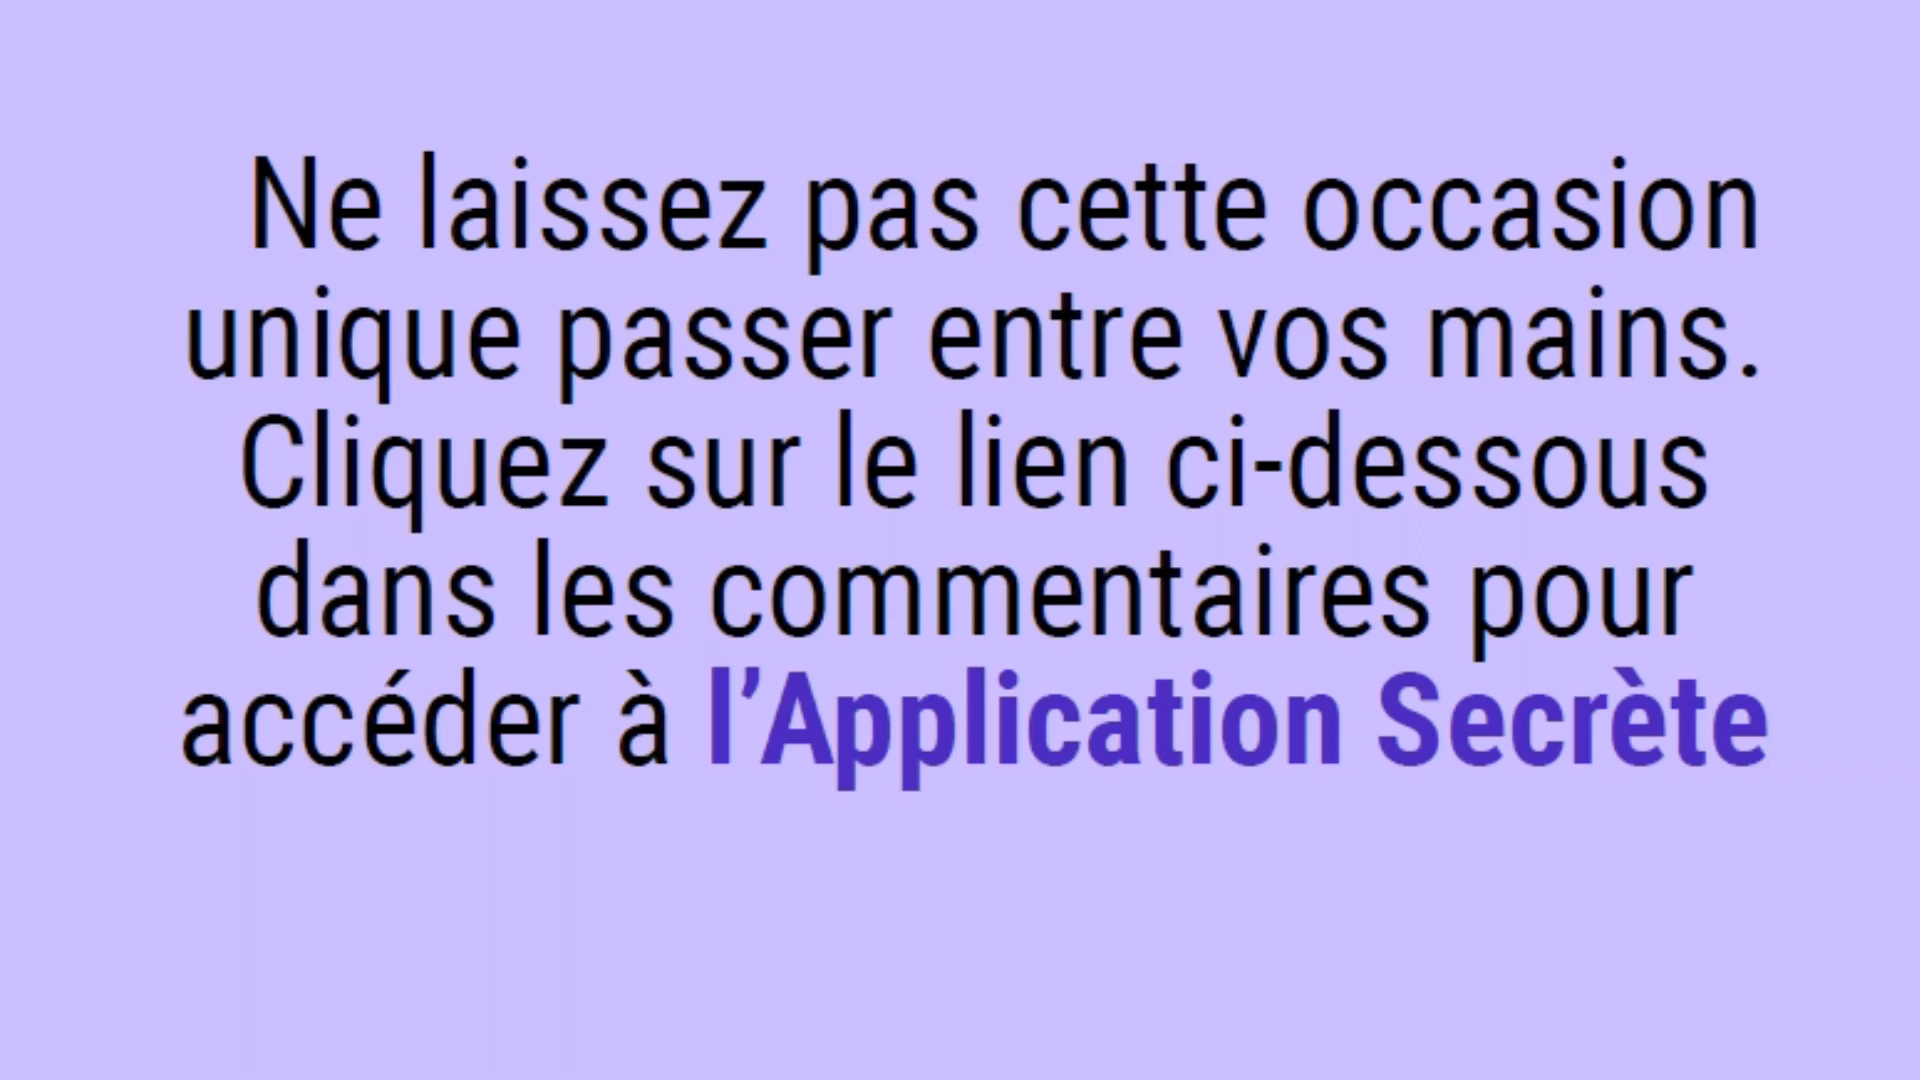 Ne laissez pas cette occasion
unique passer entre vos mains.
Cliquez sur le lien ci-dessous
dans les commentaires pour
accéder à l’Application Secrète